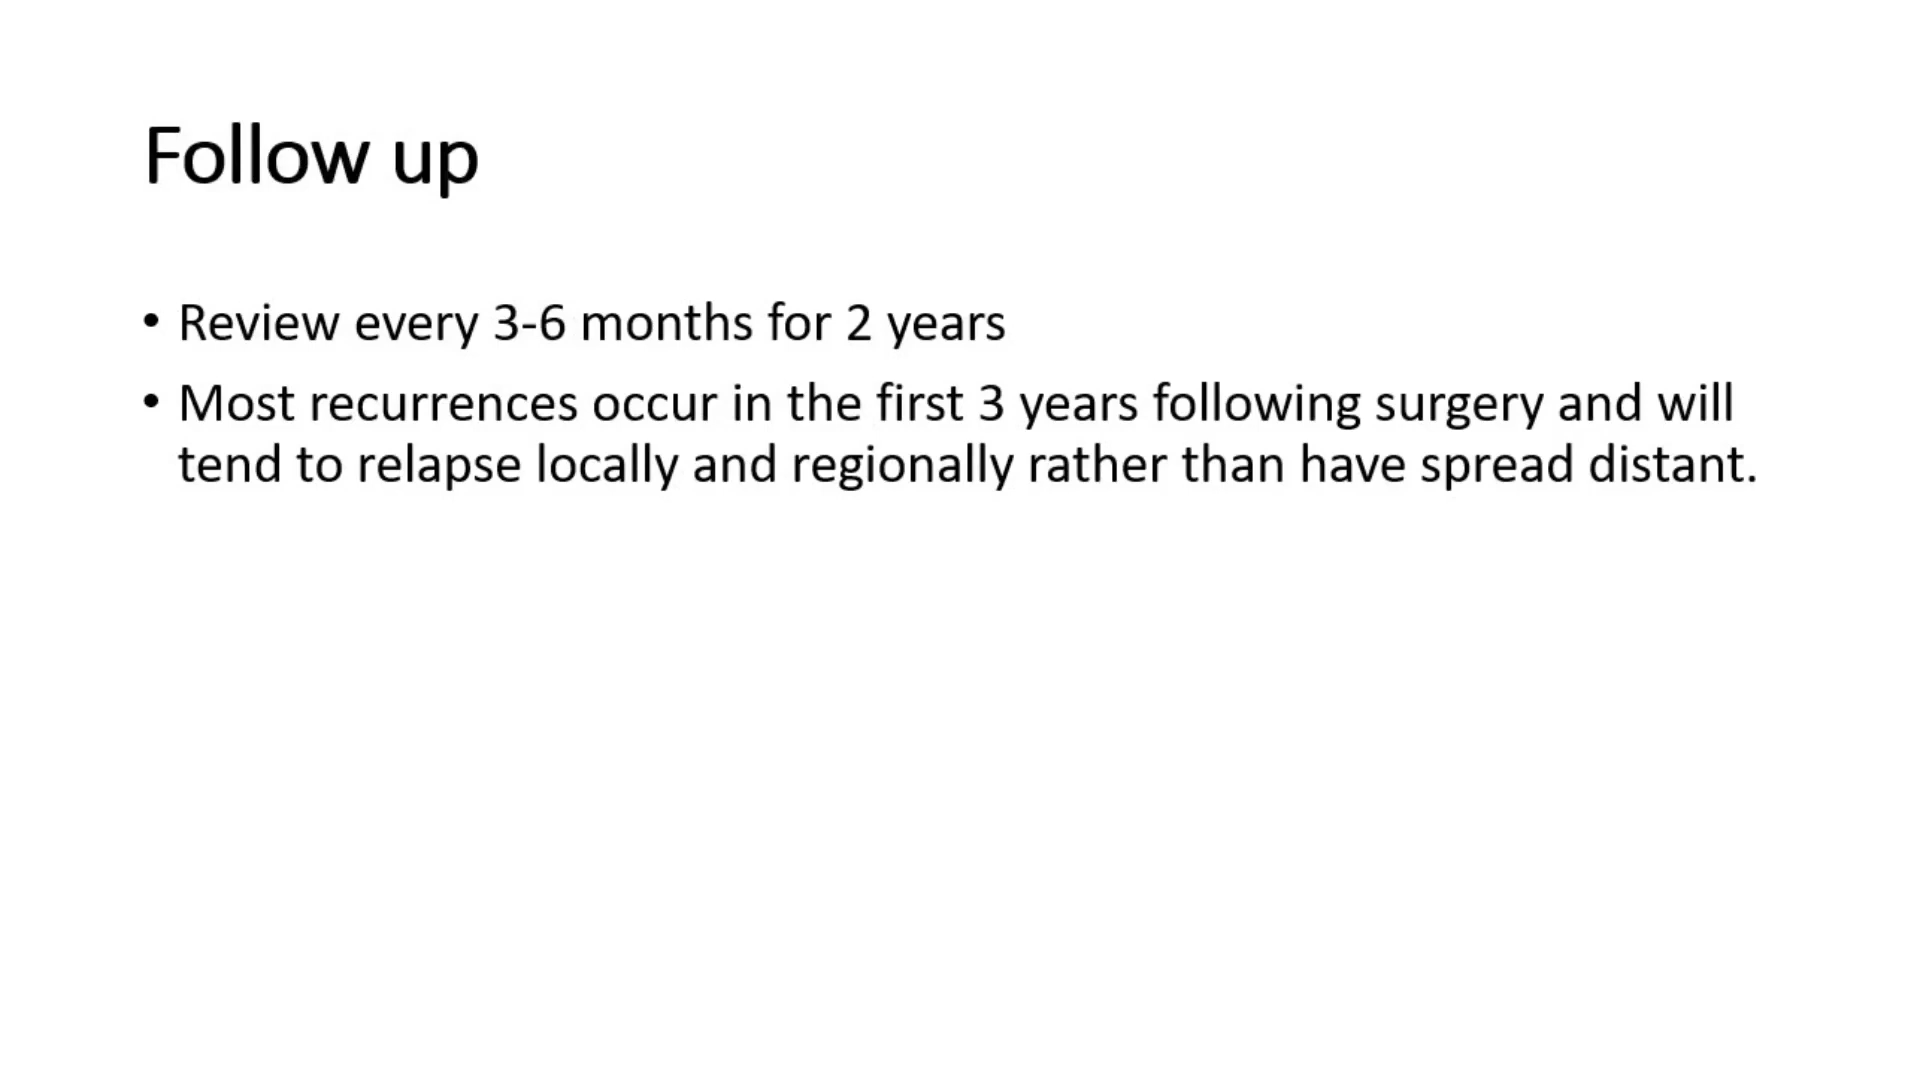 Follow up
• Review every 3-6 months for 2 years
• Most recurrences occur in the first 3 years following surgery and will
tend to relapse locally and regionally rather than have spread distant.